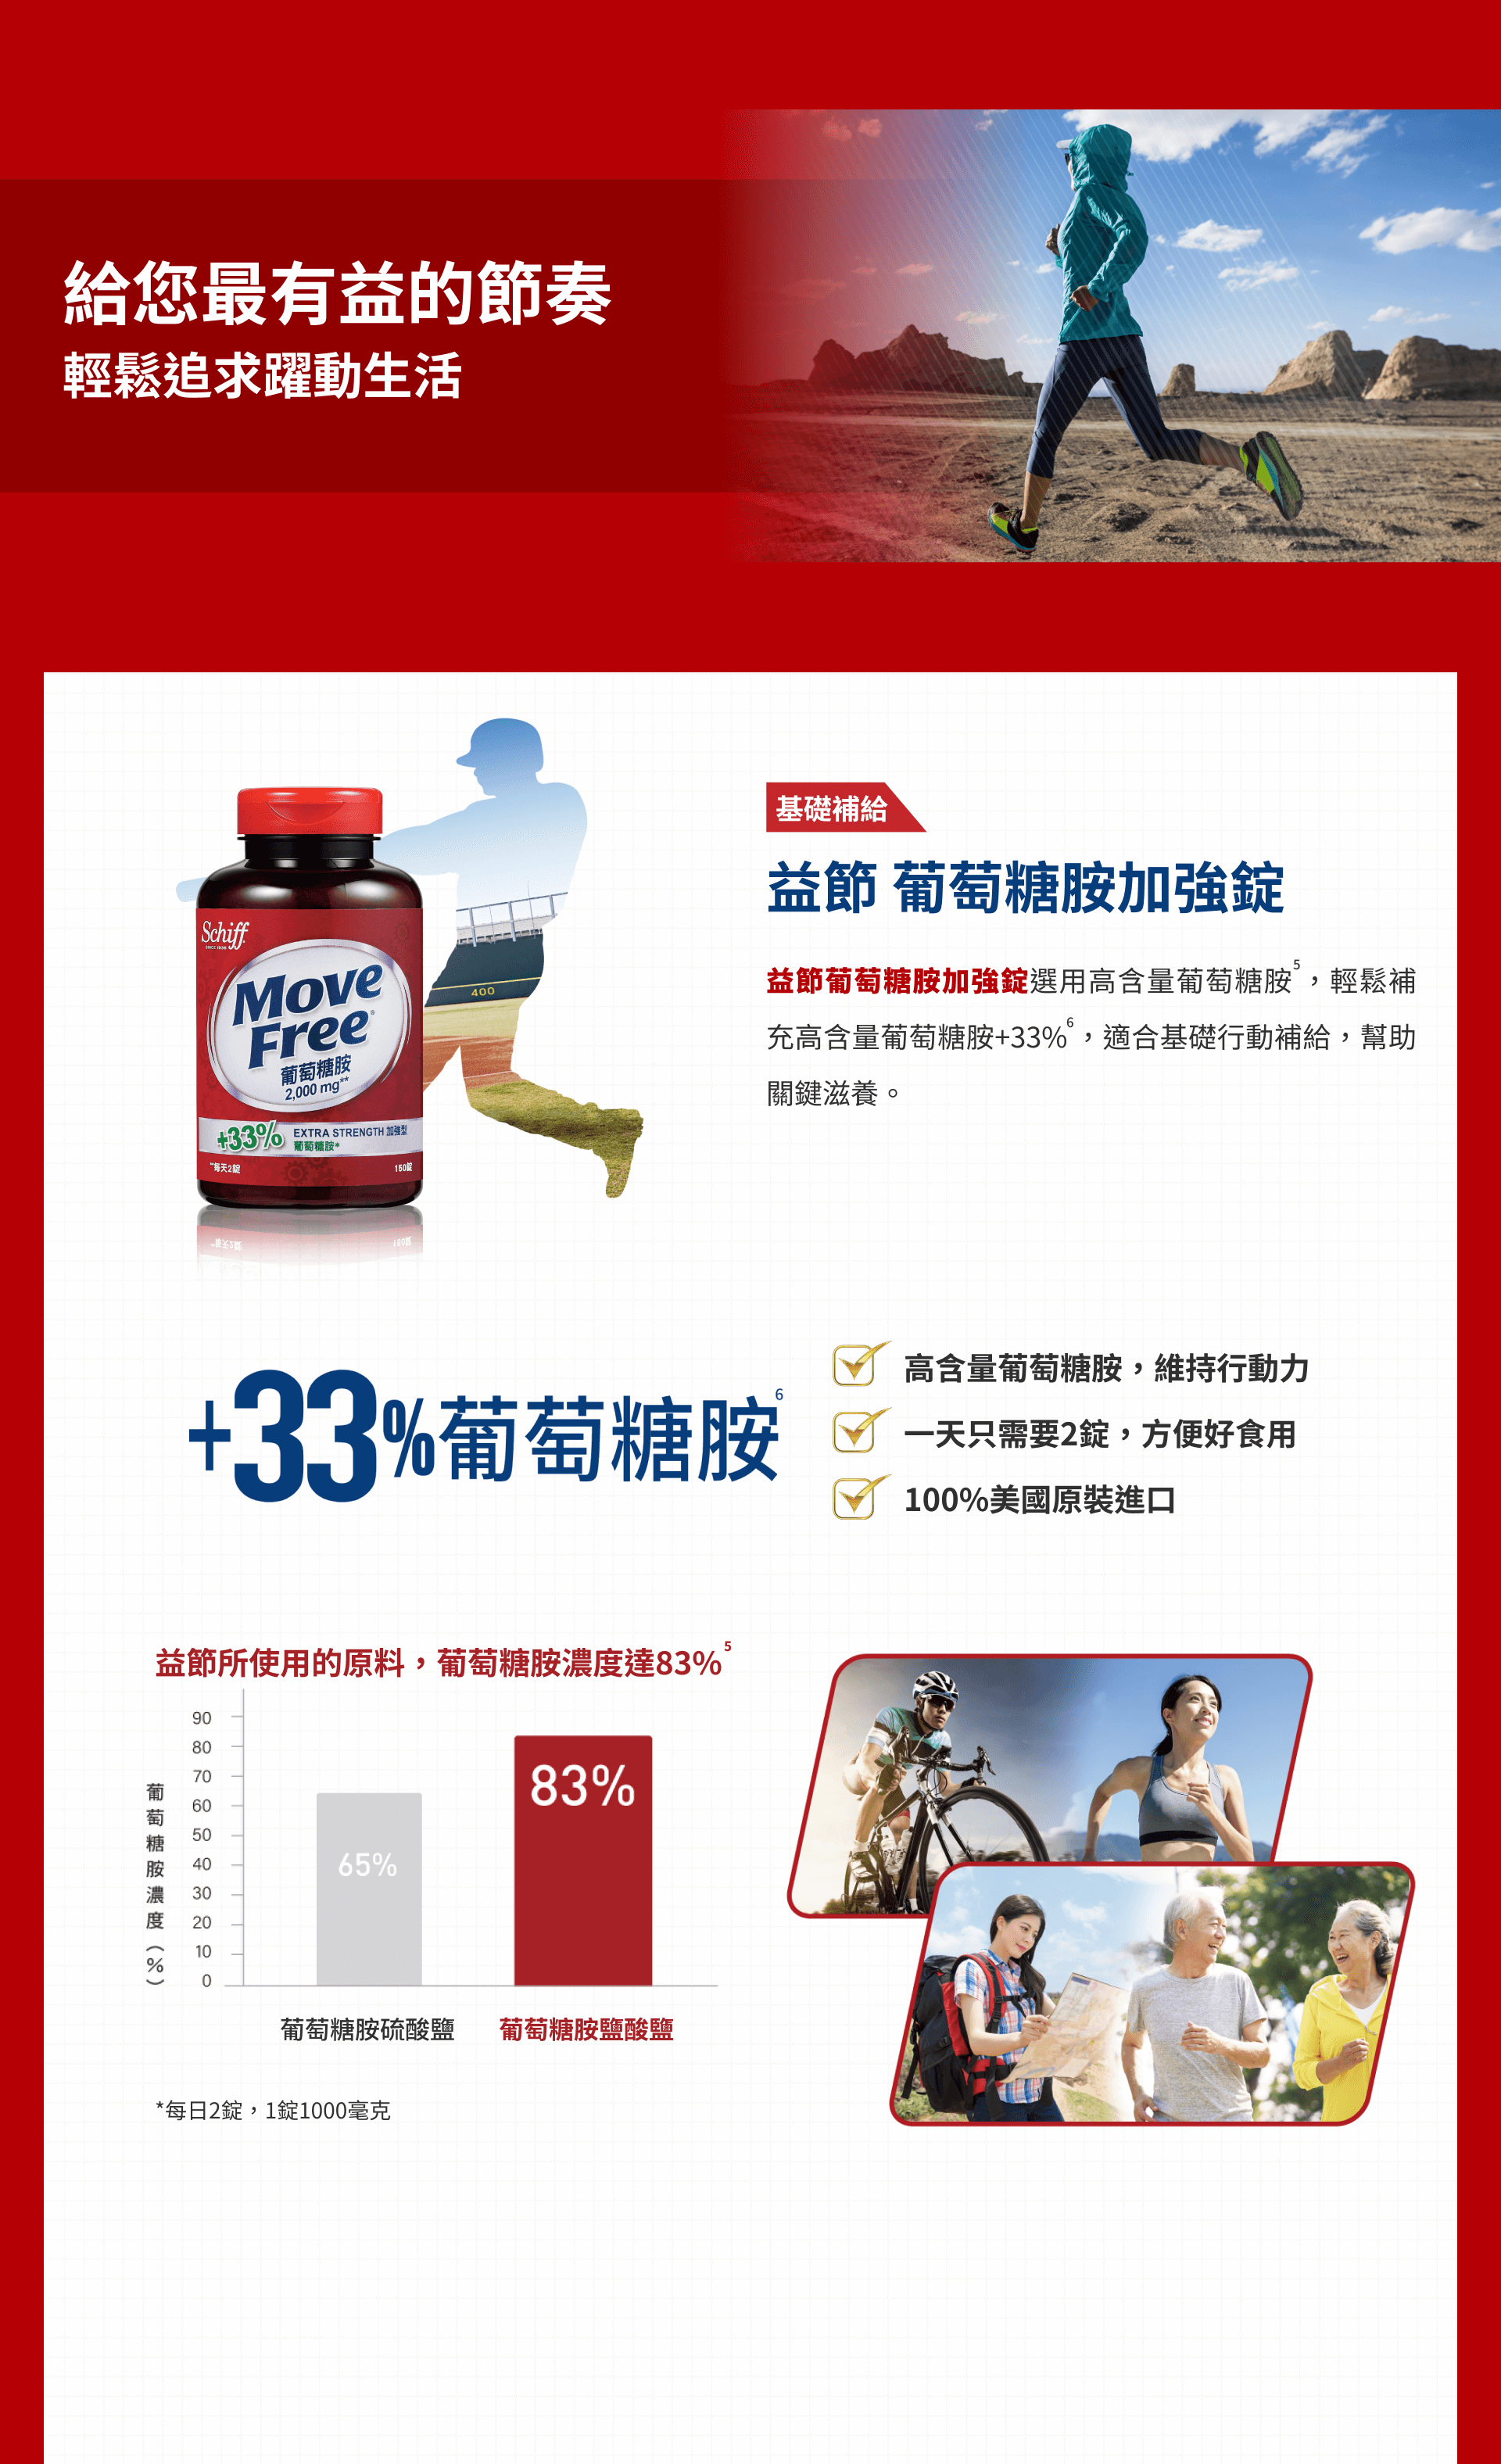 給您最有益的節奏
輕鬆追求躍動生活
Schiff
SINCE 1936
Move
Free®
葡萄糖胺
2,000 mg**
+33% EXTRA STRENGTH 加強型
葡萄糖胺*
**每天2錠 150錠
400
基礎補給
益節 葡萄糖胺加強錠
益節葡萄糖胺加強錠選用高含量葡萄糖胺5，輕鬆補
充高含量葡萄糖胺+33%6，適合基礎行動補給，幫助
關鍵滋養。
+33%葡萄糖胺6
高含量葡萄糖胺，維持行動力
一天只需要2錠，方便好食用
100%美國原裝進口
益節所使用的原料，葡萄糖胺濃度達83%5
葡萄糖胺濃度（%）
90
80
70
60
50
40
30
20
10
0
65%
83%
葡萄糖胺硫酸鹽 葡萄糖胺鹽酸鹽
*每日2錠，1錠1000毫克